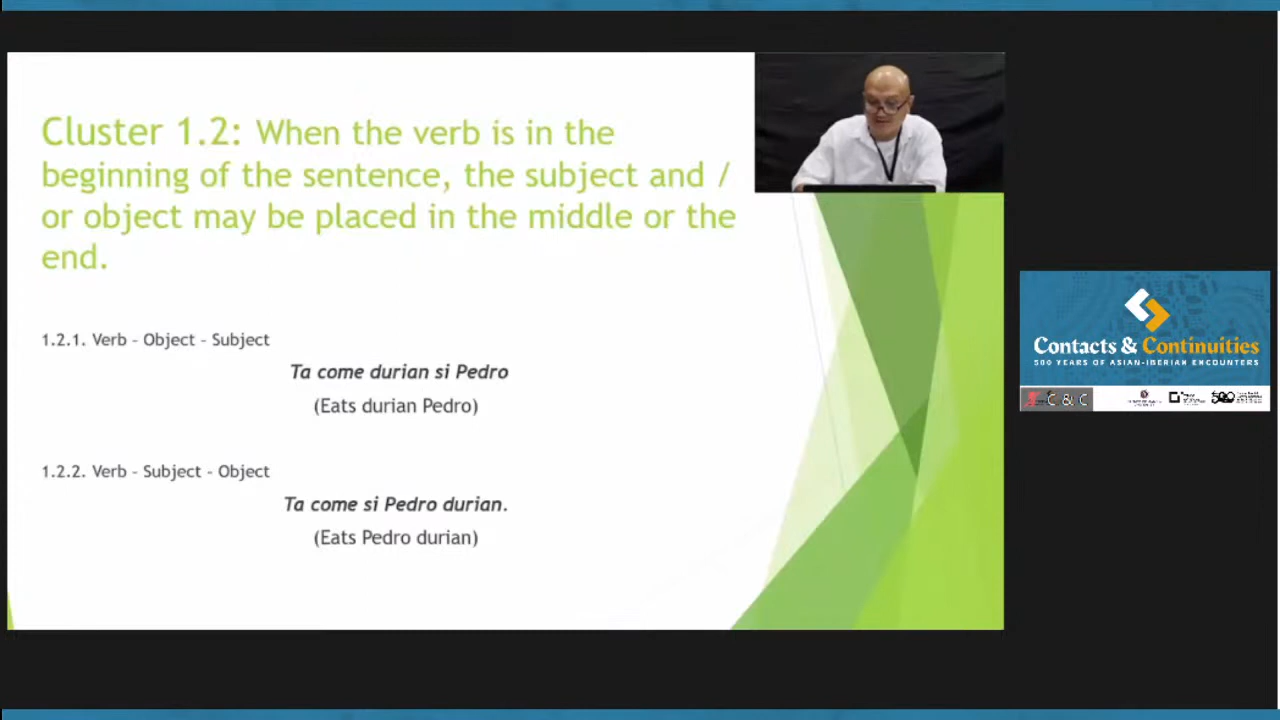 Cluster 1.2: When the verb is in the
beginning of the sentence, the subject and /
or object may be placed in the middle or the
end.
1.2.1. Verb – Object – Subject
Ta come durian si Pedro
(Eats durian Pedro)
1.2.2. Verb – Subject – Object
Ta come si Pedro durian.
(Eats Pedro durian)
Contacts & Continuities
500 YEARS OF ASIAN-IBERIAN ENCOUNTERS
C & C